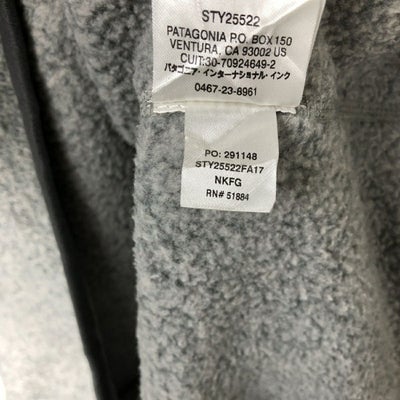 STY25522
PATAGONIA P.O. BOX 150
VENTURA, CA 93002 US
CUIT:30-70924649-2
パタゴニア・インターナショナル・インク
0467-23-8961
PO: 291148
STY25522FA17
NKFG
RN# 51884